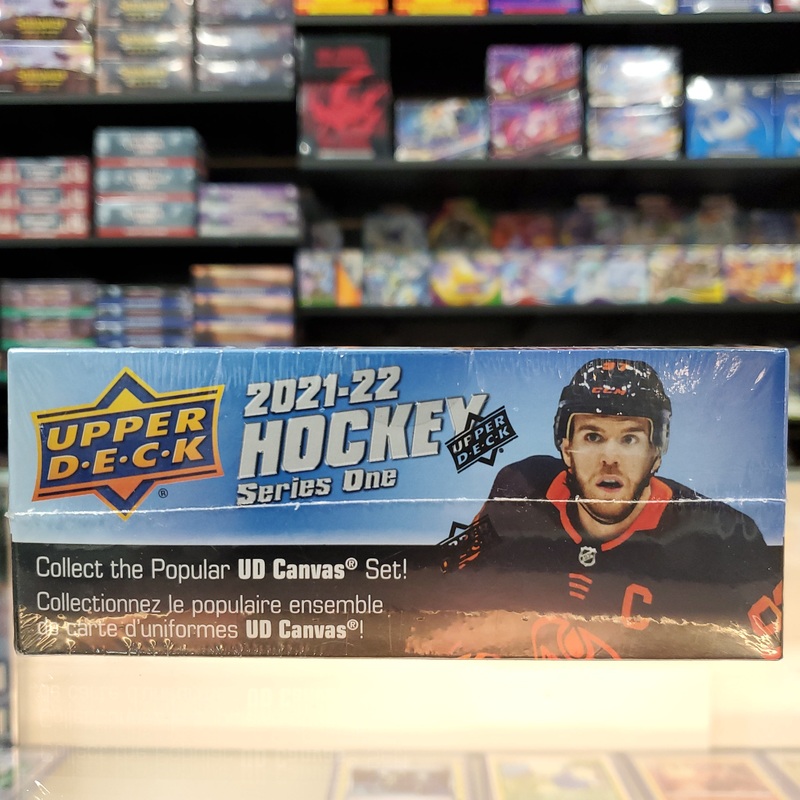 UPPER
D·E·C·K
®
2021-22
HOCKEY
Series One
UPPER
D·E·C·K
Collect the Popular UD Canvas® Set!
Collectionnez le populaire ensemble
de carte d'uniformes UD Canvas®!
CCM
C